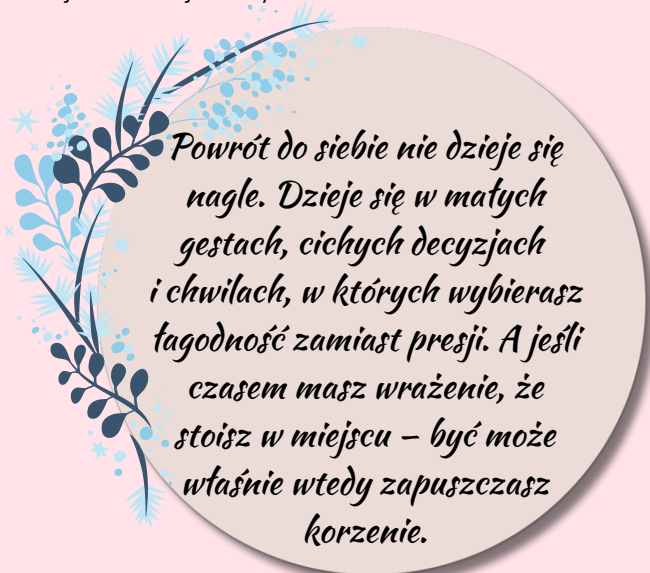 Powrót do siebie nie dzieje się
nagle. Dzieje się w małych
gestach, cichych decyzjach
i chwilach, w których wybierasz
łagodność zamiast presji. A jeśli
czasem masz wrażenie, że
stoisz w miejscu – być może
właśnie wtedy zapuszczasz
korzenie.